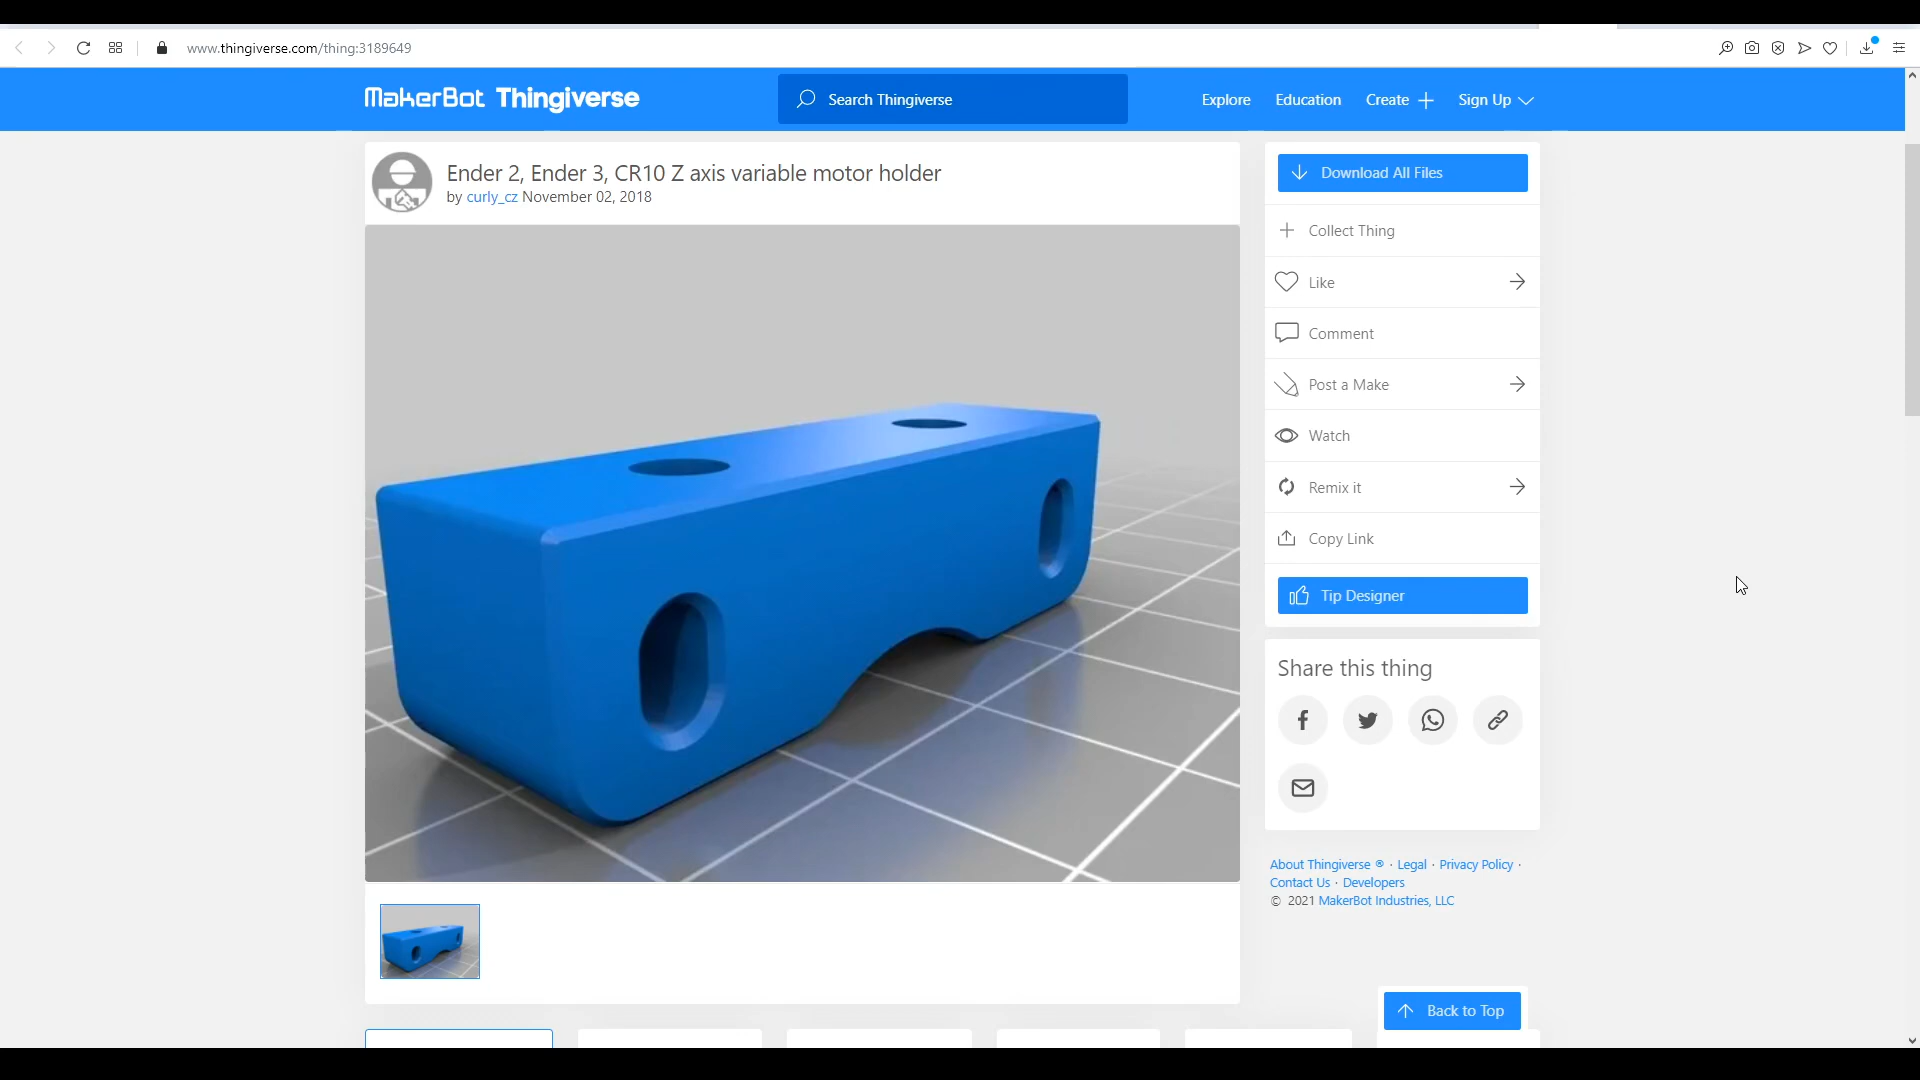 www.thingiverse.com/thing:3189649
MakerBot Thingiverse
Search Thingiverse
Explore
Education
Create
Sign Up
Ender 2, Ender 3, CR10 Z axis variable motor holder
by curly_cz November 02, 2018
Download All Files
Collect Thing
Like
Comment
Post a Make
Watch
Remix it
Copy Link
Tip Designer
Share this thing
About Thingiverse ® · Legal · Privacy Policy ·
Contact Us · Developers
© 2021 MakerBot Industries, LLC
Back to Top